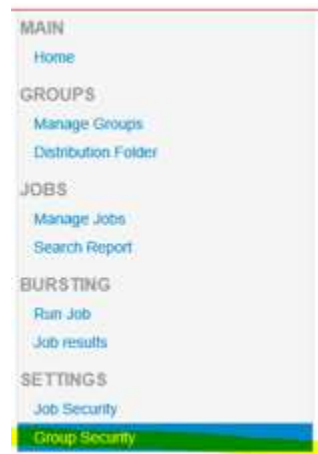 MAIN
Home
GROUPS
Manage Groups
Distribution Folder
JOBS
Manage Jobs
Search Report
BURSTING
Run Job
Job results
SETTINGS
Job Security
Group Security